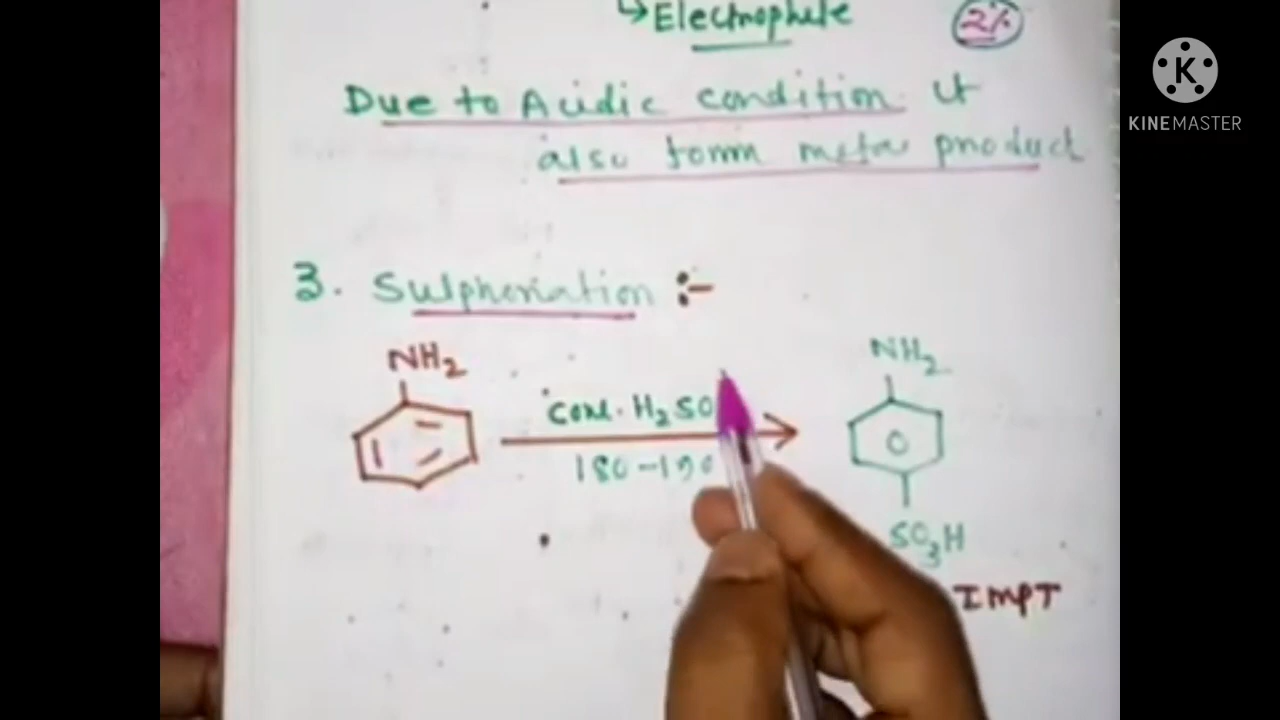 ↳Electrophile
2%
Due to Acidic condition it
also form meta product
3. Sulphonation :-
NH2
NH2
conc. H2SO
180-190
SO3H
IMPT
KINEMASTER